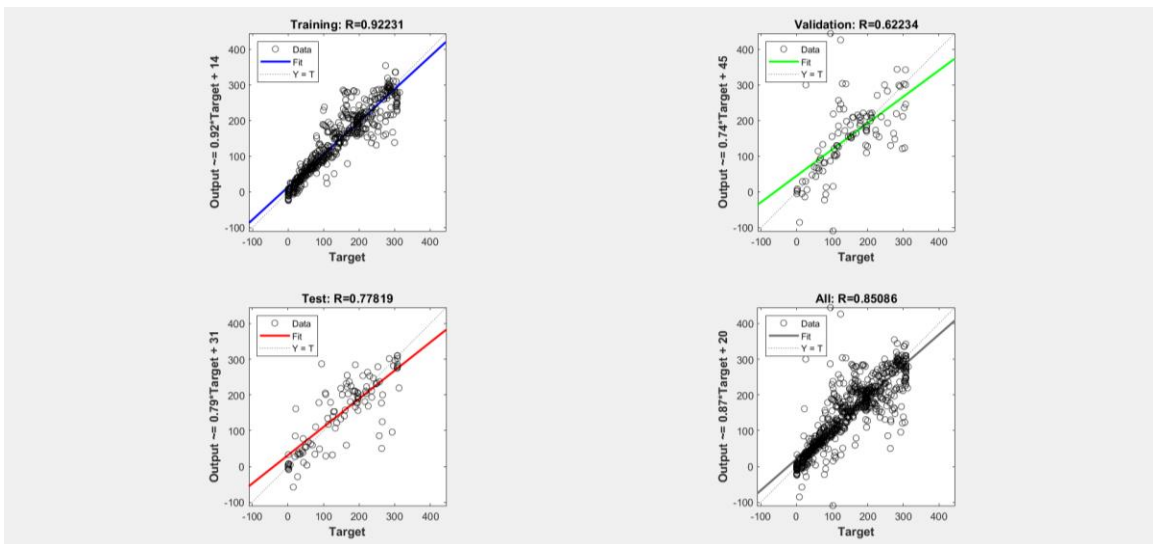 Training: R=0.92231
Output ~= 0.92*Target + 14
400
300
200
100
0
-100
Data
Fit
Y = T
-100 0 100 200 300 400
Target
Validation: R=0.62234
Output ~= 0.74*Target + 45
400
300
200
100
0
-100
Data
Fit
Y = T
-100 0 100 200 300 400
Target
Test: R=0.77819
Output ~= 0.79*Target + 31
400
300
200
100
0
-100
Data
Fit
Y = T
-100 0 100 200 300 400
Target
All: R=0.85086
Output ~= 0.87*Target + 20
400
300
200
100
0
-100
Data
Fit
Y = T
-100 0 100 200 300 400
Target